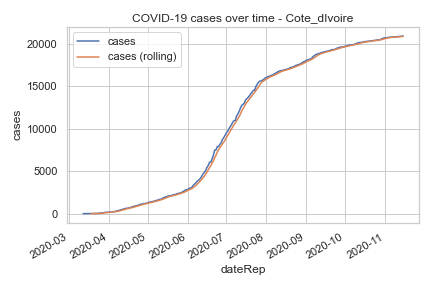 COVID-19 cases over time - Cote_dIvoire
cases
cases (rolling)
cases
20000
15000
10000
5000
0
2020-03
2020-04
2020-05
2020-06
2020-07
2020-08
2020-09
2020-10
2020-11
dateRep